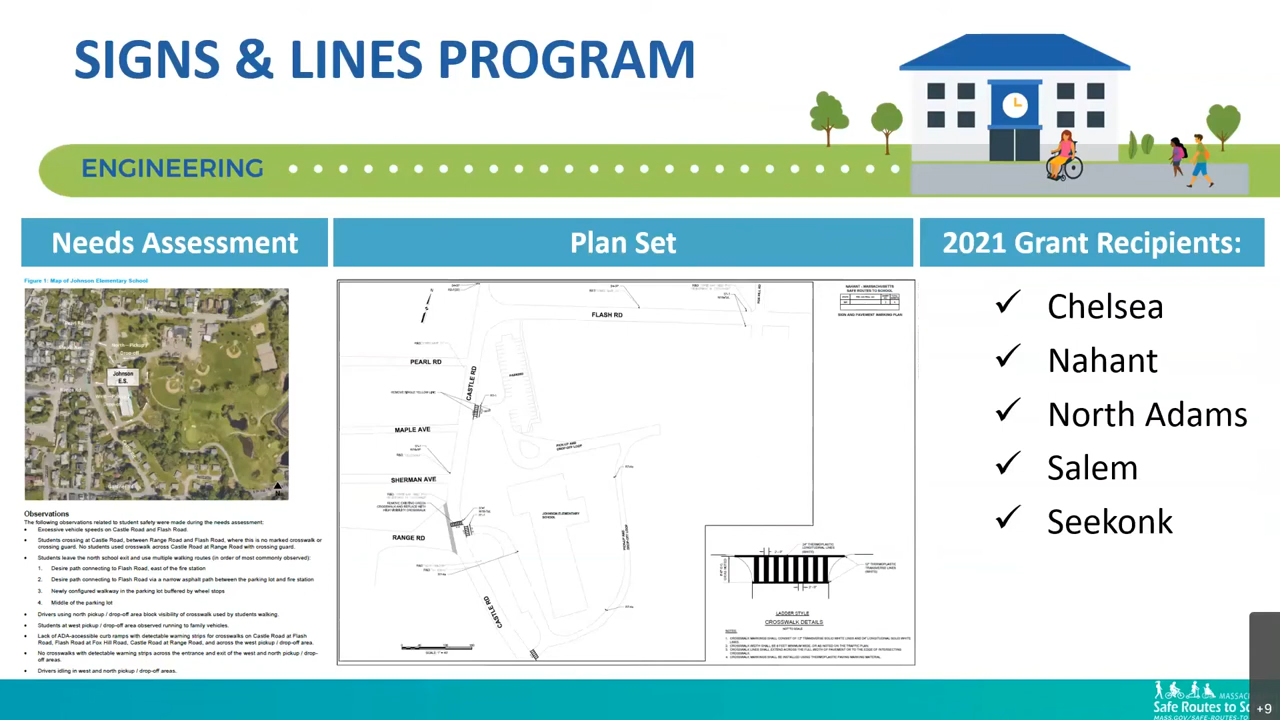 SIGNS & LINES PROGRAM
ENGINEERING
Needs Assessment
Figure 1: Map of Johnson Elementary School
Johnson
E.S.
Observations
The following observations related to student safety were made during the needs assessment:
• Excessive vehicle speeds on Castle Road and Flash Road.
• Students crossing at Castle Road, between Range Road and Flash Road, where this is no marked crosswalk or
crossing guard. No students used crosswalk across Castle Road at Range Road with crossing guard.
• Students leave the north school exit and use multiple walking routes (in order of most commonly observed):
1. Desire path connecting to Flash Road, east of the fire station
2. Desire path connecting to Flash Road via a narrow asphalt path between the parking lot and fire station
3. Newly configured walkway in the parking lot buffered by wheel stops
4. Middle of the parking lot
• Drivers using north pickup / drop-off area block visibility of crosswalk used by students walking.
• Students at west pickup / drop-off area observed running to family vehicles.
• Lack of ADA-accessible curb ramps with detectable warning strips for crosswalks on Castle Road at Flash
Road, Flash Road at Fox Hill Road, Castle Road at Range Road, and across the west pickup / drop-off area.
• No crosswalks with detectable warning strips across the entrance and exit of the west and north pickup / drop-
off areas.
• Drivers idling in west and north pickup / drop-off areas.
Plan Set
NAHANT - MASSACHUSETTS
SAFE ROUTES TO SCHOOL
SIGN AND PAVEMENT MARKING PLAN
FLASH RD
PEARL RD
CASTLE RD
PARKING
MAPLE AVE
PICK-UP AND
DROP-OFF LOOP
SHERMAN AVE
JOHNSON ELEMENTARY
SCHOOL
RANGE RD
CASTLE RD
LADDER STYLE
CROSSWALK DETAILS
NOT TO SCALE
NOTES:
2021 Grant Recipients:
✓ Chelsea
✓ Nahant
✓ North Adams
✓ Salem
✓ Seekonk
MASSAC
Safe Routes to Sc
MASS.GOV/SAFE-ROUTES-TO-
+9